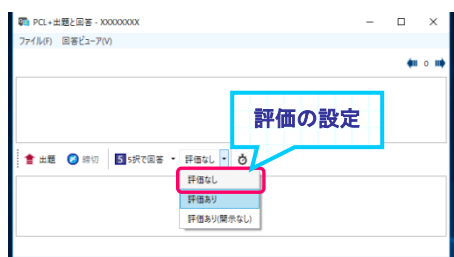 PCL+出題と回答 - XXXXXXXX
ファイル(F) 回答ビューア(V)
0
評価の設定
出題 締切 5 5択で回答 評価なし
評価なし
評価あり
評価あり(開示なし)